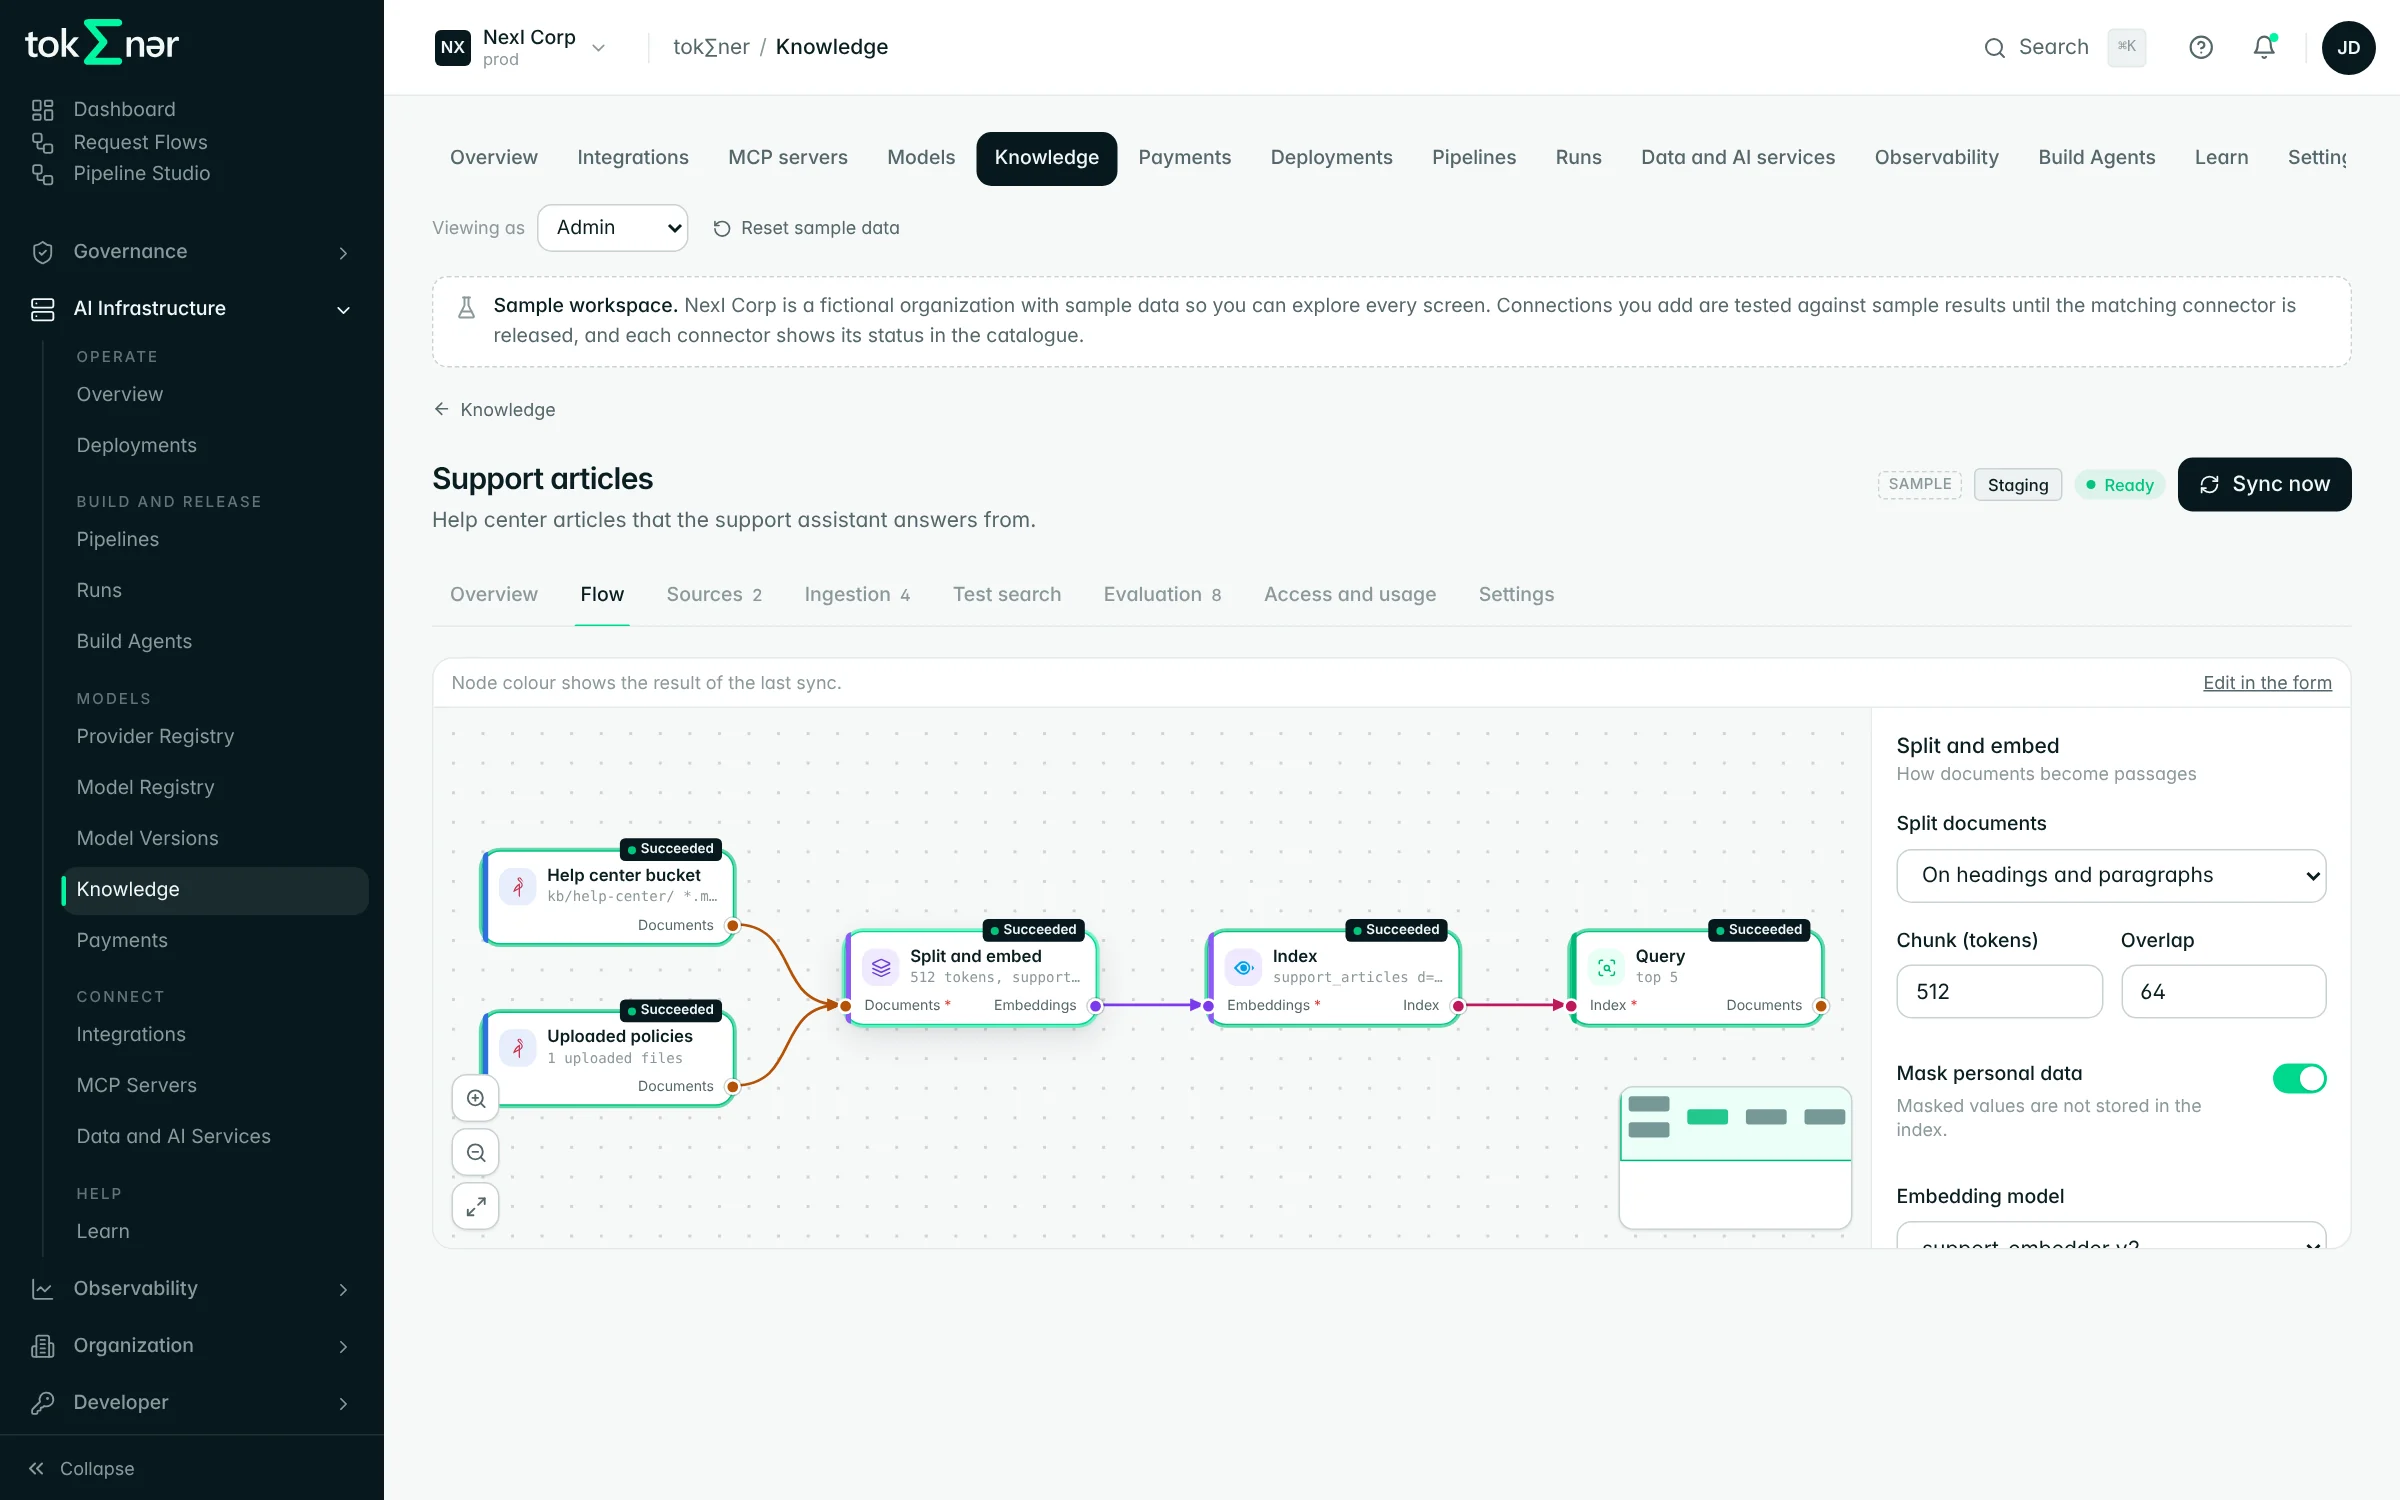 tok∑nər
Dashboard
Request Flows
Pipeline Studio
Governance
AI Infrastructure
OPERATE
Overview
Deployments
BUILD AND RELEASE
Pipelines
Runs
Build Agents
MODELS
Provider Registry
Model Registry
Model Versions
Knowledge
Payments
CONNECT
Integrations
MCP Servers
Data and AI Services
HELP
Learn
Observability
Organization
Developer
Collapse
NX
Nexl Corp
prod
tok∑ner / Knowledge
Search ⌘K
JD
Overview Integrations MCP servers Models Knowledge Payments Deployments Pipelines Runs Data and AI services Observability Build Agents Learn Setting
Viewing as Admin Reset sample data
Sample workspace. Nexl Corp is a fictional organization with sample data so you can explore every screen. Connections you add are tested against sample results until the matching connector is
released, and each connector shows its status in the catalogue.
Knowledge
Support articles
Help center articles that the support assistant answers from.
SAMPLE Staging Ready Sync now
Overview Flow Sources 2 Ingestion 4 Test search Evaluation 8 Access and usage Settings
Node colour shows the result of the last sync.
Edit in the form
Succeeded
Help center bucket
kb/help-center/ *.m…
Documents
Succeeded
Uploaded policies
1 uploaded files
Documents
Succeeded
Split and embed
512 tokens, support…
Documents * Embeddings
Succeeded
Index
support_articles d=…
Embeddings * Index
Succeeded
Query
top 5
Index * Documents
Split and embed
How documents become passages
Split documents
On headings and paragraphs
Chunk (tokens) Overlap
512 64
Mask personal data
Masked values are not stored in the
index.
Embedding model
support-embedder v2